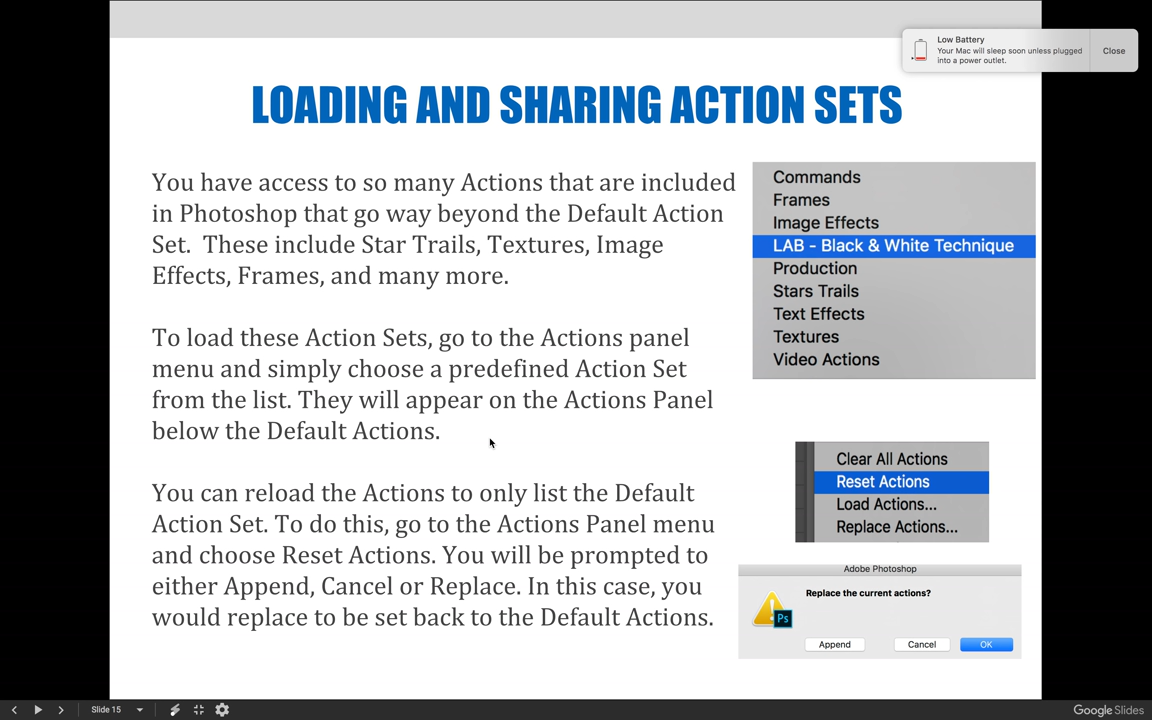 Low Battery
Your Mac will sleep soon unless plugged
into a power outlet.
Close
LOADING AND SHARING ACTION SETS
You have access to so many Actions that are included
in Photoshop that go way beyond the Default Action
Set.  These include Star Trails, Textures, Image
Effects, Frames, and many more.
To load these Action Sets, go to the Actions panel
menu and simply choose a predefined Action Set
from the list. They will appear on the Actions Panel
below the Default Actions.
You can reload the Actions to only list the Default
Action Set. To do this, go to the Actions Panel menu
and choose Reset Actions. You will be prompted to
either Append, Cancel or Replace. In this case, you
would replace to be set back to the Default Actions.
Commands
Frames
Image Effects
LAB - Black & White Technique
Production
Stars Trails
Text Effects
Textures
Video Actions
Clear All Actions
Reset Actions
Load Actions...
Replace Actions...
Adobe Photoshop
Replace the current actions?
Ps
Append
Cancel
OK
Slide 15
Google Slides